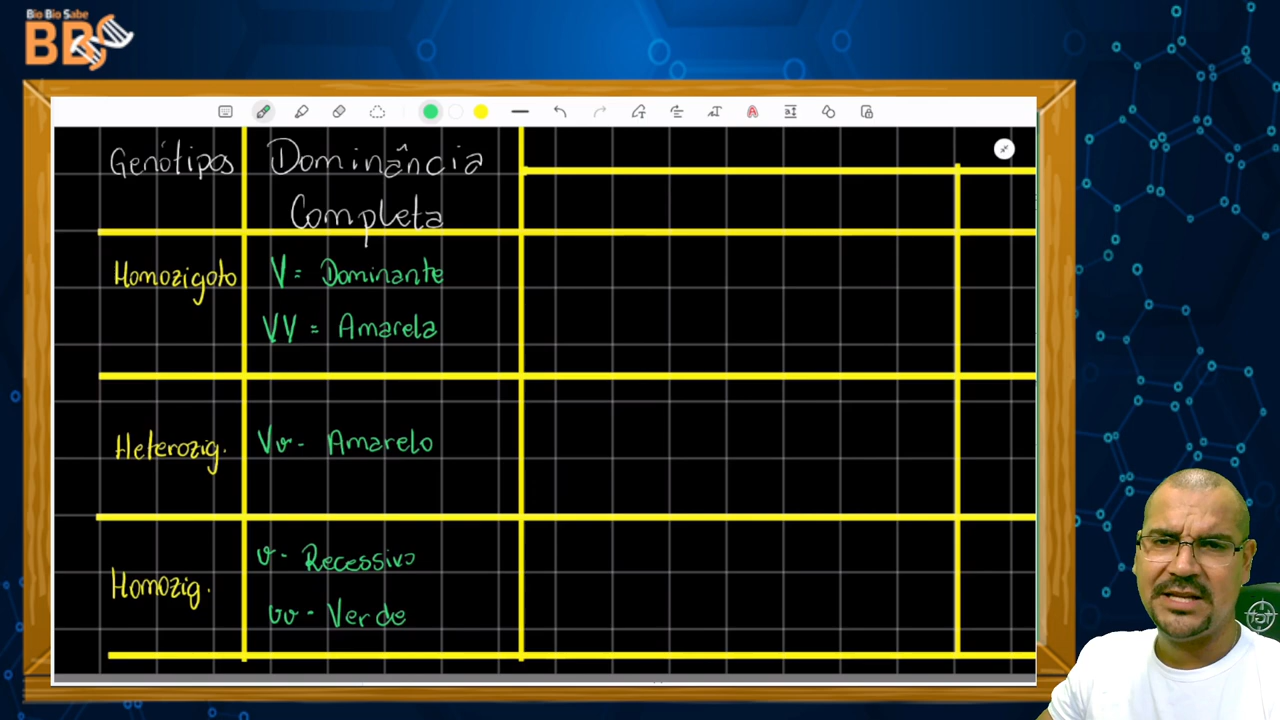 Bio Bio Sabe
BBS
Genótipos
Dominância
Completa
Homozigoto
V = Dominante
VV = Amarela
Heterozig.
Vv - Amarelo
Homozig.
v - Recessivo
vv - Verde